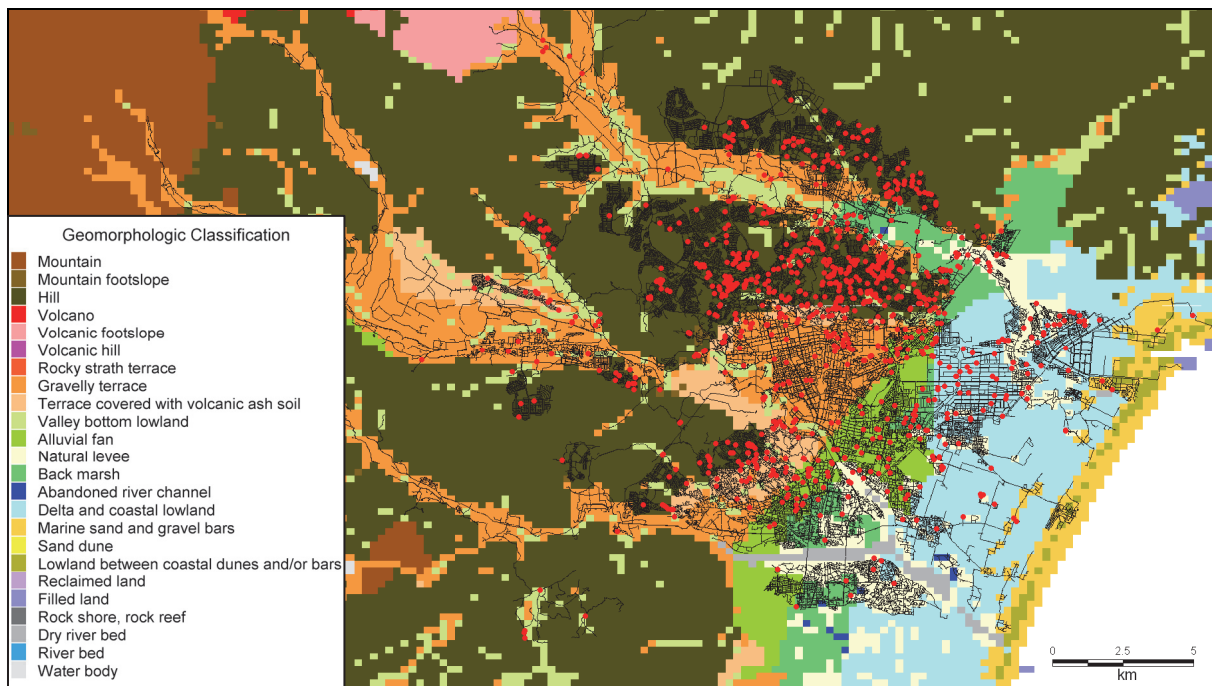 Geomorphologic Classification
Mountain
Mountain footslope
Hill
Volcano
Volcanic footslope
Volcanic hill
Rocky strath terrace
Gravelly terrace
Terrace covered with volcanic ash soil
Valley bottom lowland
Alluvial fan
Natural levee
Back marsh
Abandoned river channel
Delta and coastal lowland
Marine sand and gravel bars
Sand dune
Lowland between coastal dunes and/or bars
Reclaimed land
Filled land
Rock shore, rock reef
Dry river bed
River bed
Water body
0 2.5 5
km